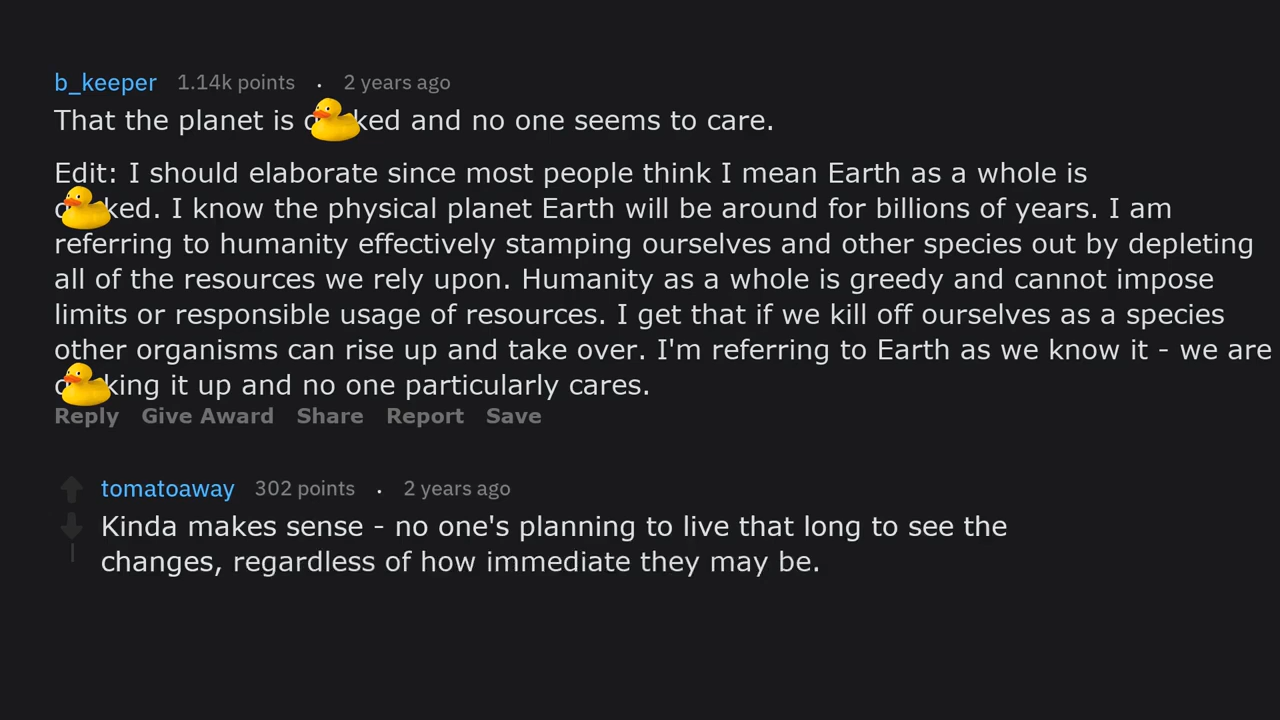 b_keeper 1.14k points . 2 years ago
That the planet is and no one seems to care.
Edit: I should elaborate since most people think I mean Earth as a whole is
I know the physical planet Earth will be around for billions of years. I am
referring to humanity effectively stamping ourselves and other species out by depleting
all of the resources we rely upon. Humanity as a whole is greedy and cannot impose
limits or responsible usage of resources. I get that if we kill off ourselves as a species
other organisms can rise up and take over. I'm referring to Earth as we know it - we are
it up and no one particularly cares.
Reply Give Award Share Report Save
tomatoaway 302 points . 2 years ago
Kinda makes sense - no one's planning to live that long to see the
changes, regardless of how immediate they may be.